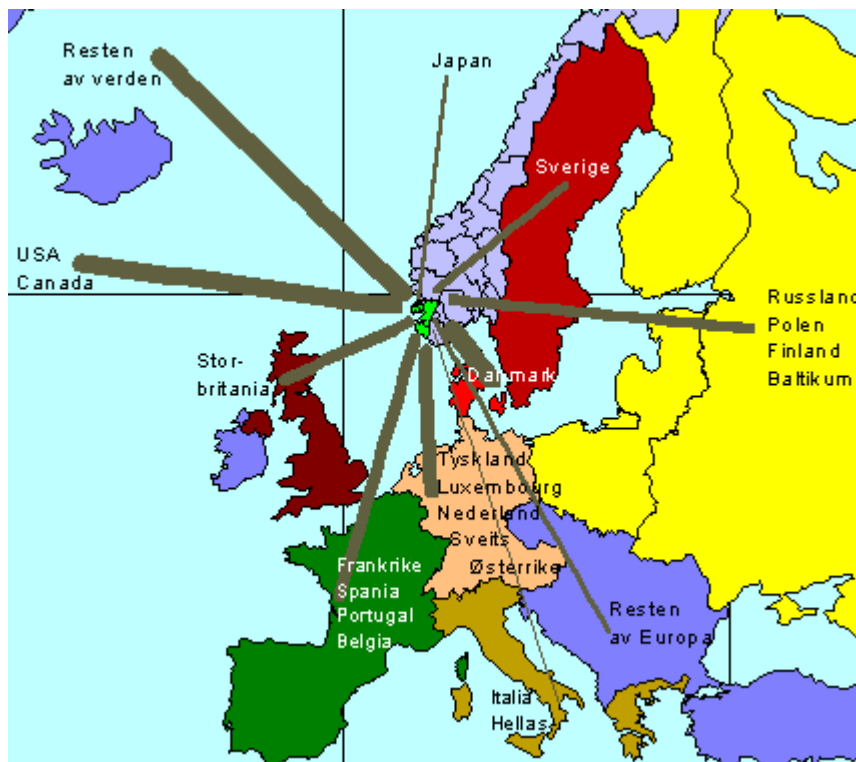 Resten
av verden
Japan
Sverige
USA
Canada
Russland
Polen
Finland
Baltikum
Stor-
britania
Danmark
Tyskland
Luxembourg
Nederland
Sveits
Østerrike
Frankrike
Spania
Portugal
Belgia
Resten
av Europa
Italia
Hellas